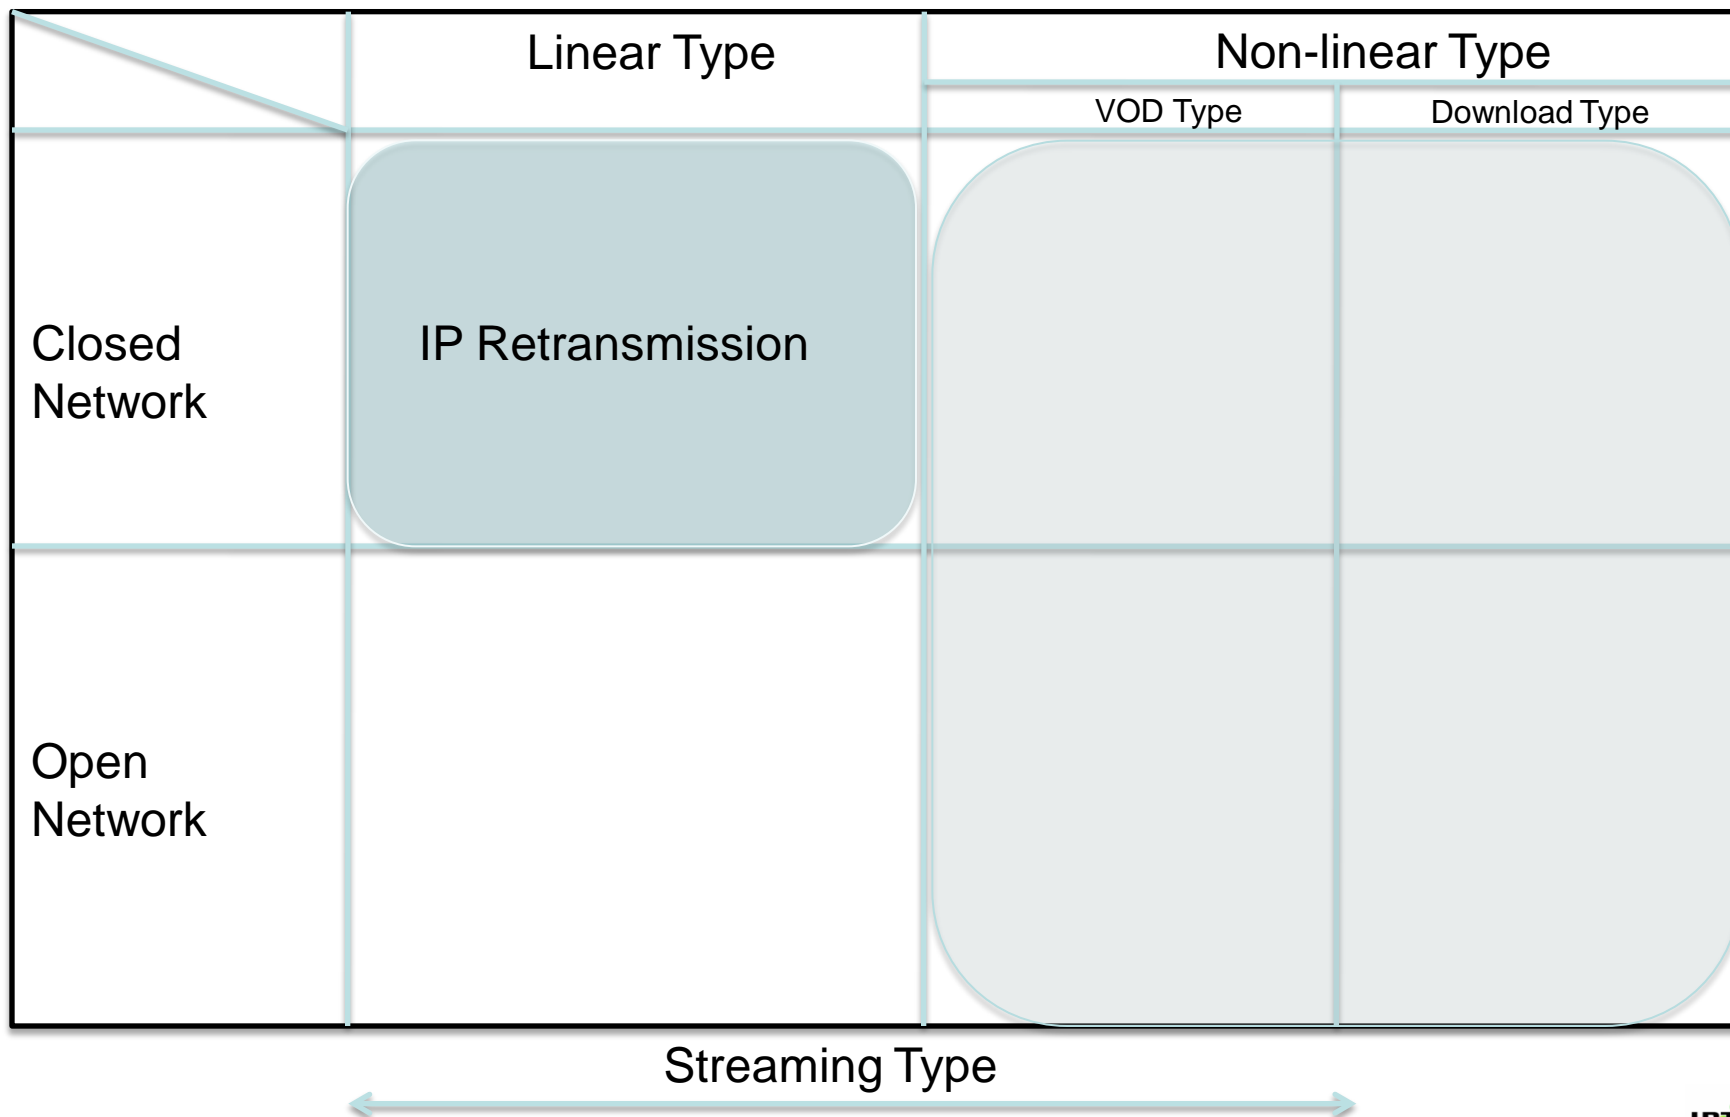 Linear Type
Non-linear Type
VOD Type
Download Type
Closed
Network
IP Retransmission
Open
Network
Streaming Type